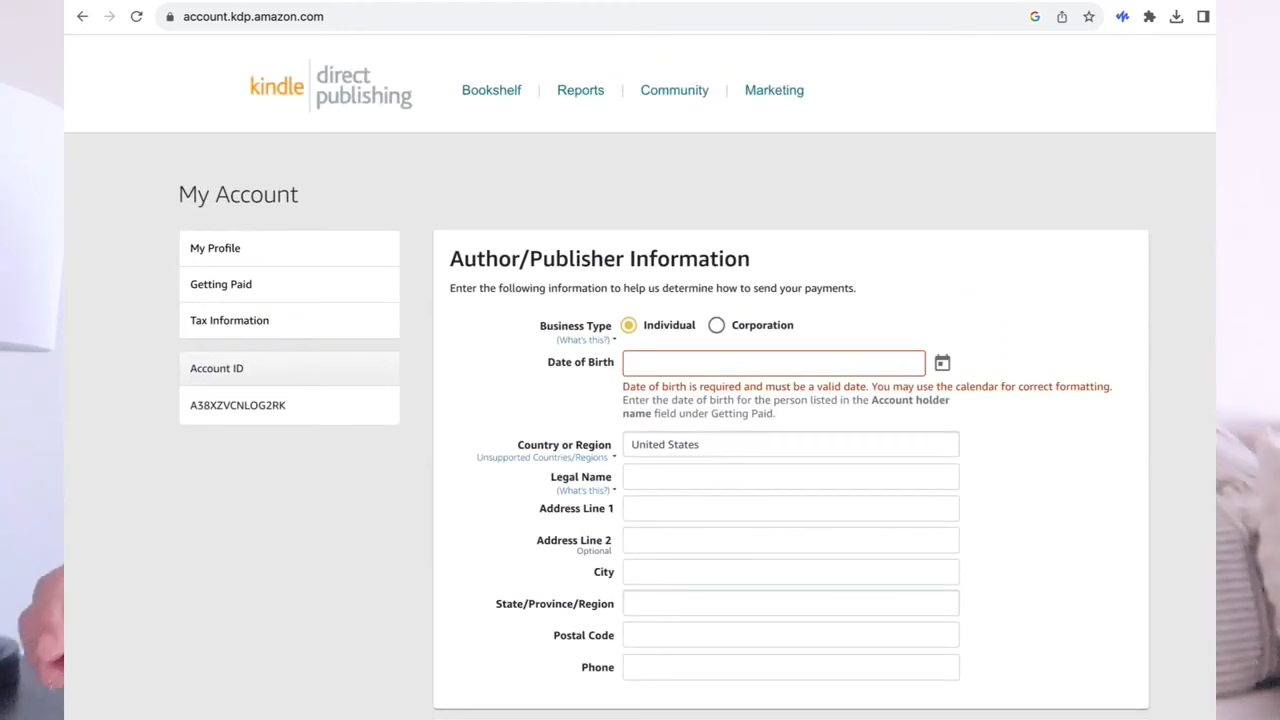 account.kdp.amazon.com
kindle direct publishing
Bookshelf | Reports | Community | Marketing
My Account
My Profile
Getting Paid
Tax Information
Account ID
A38XZVCNLOG2RK
Author/Publisher Information
Enter the following information to help us determine how to send your payments.
Business Type Individual Corporation
(What's this?)
Date of Birth
Date of birth is required and must be a valid date. You may use the calendar for correct formatting.
Enter the date of birth for the person listed in the Account holder
name field under Getting Paid.
Country or Region United States
Unsupported Countries/Regions
Legal Name
(What's this?)
Address Line 1
Address Line 2
Optional
City
State/Province/Region
Postal Code
Phone